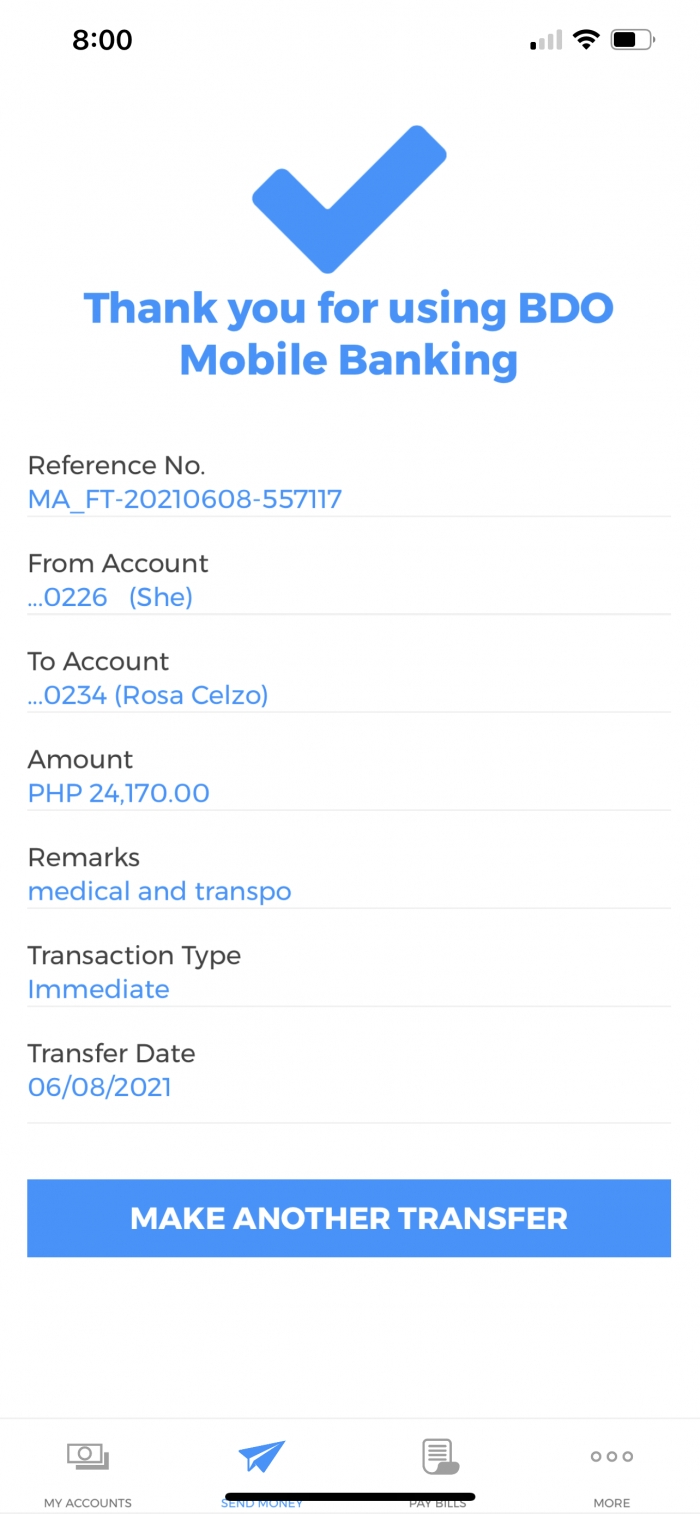 8:00
Thank you for using BDO
Mobile Banking
Reference No.
MA_FT-20210608-557117
From Account
...0226 (She)
To Account
...0234 (Rosa Celzo)
Amount
PHP 24,170.00
Remarks
medical and transpo
Transaction Type
Immediate
Transfer Date
06/08/2021
MAKE ANOTHER TRANSFER
MY ACCOUNTS
SEND MONEY
PAY BILLS
MORE